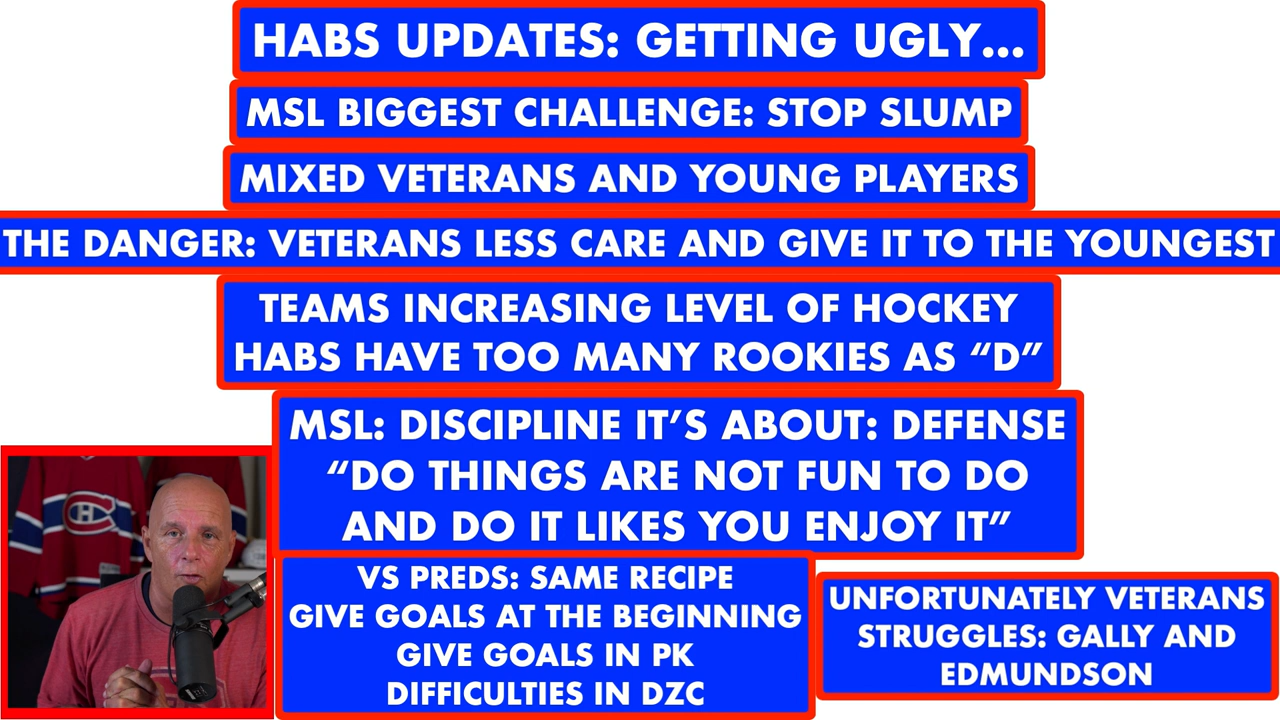 HABS UPDATES: GETTING UGLY...
MSL BIGGEST CHALLENGE: STOP SLUMP
MIXED VETERANS AND YOUNG PLAYERS
THE DANGER: VETERANS LESS CARE AND GIVE IT TO THE YOUNGEST
TEAMS INCREASING LEVEL OF HOCKEY
HABS HAVE TOO MANY ROOKIES AS “D”
MSL: DISCIPLINE IT’S ABOUT: DEFENSE
“DO THINGS ARE NOT FUN TO DO
AND DO IT LIKES YOU ENJOY IT”
VS PREDS: SAME RECIPE
GIVE GOALS AT THE BEGINNING
GIVE GOALS IN PK
DIFFICULTIES IN DZC
UNFORTUNATELY VETERANS
STRUGGLES: GALLY AND
EDMUNDSON